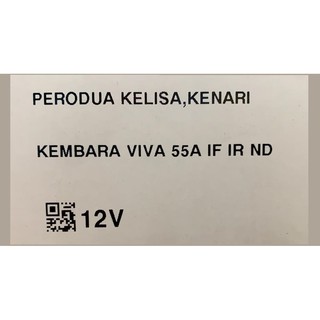 PERODUA KELISA,KENARI
KEMBARA VIVA 55A IF IR ND
12V